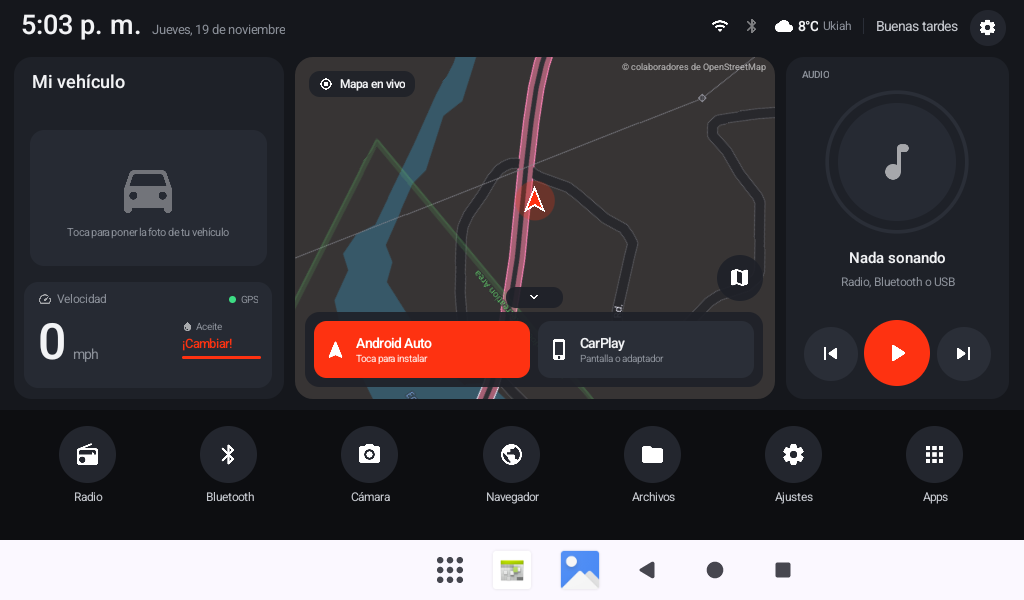 5:03 p. m.
Jueves, 19 de noviembre
8°C Ukiah
Buenas tardes
Mi vehículo
Toca para poner la foto de tu vehículo
Velocidad
GPS
0 mph
Aceite
¡Cambiar!
Mapa en vivo
© colaboradores de OpenStreetMap
Area
Android Auto
Toca para instalar
CarPlay
Pantalla o adaptador
AUDIO
Nada sonando
Radio, Bluetooth o USB
Radio
Bluetooth
Cámara
Navegador
Archivos
Ajustes
Apps